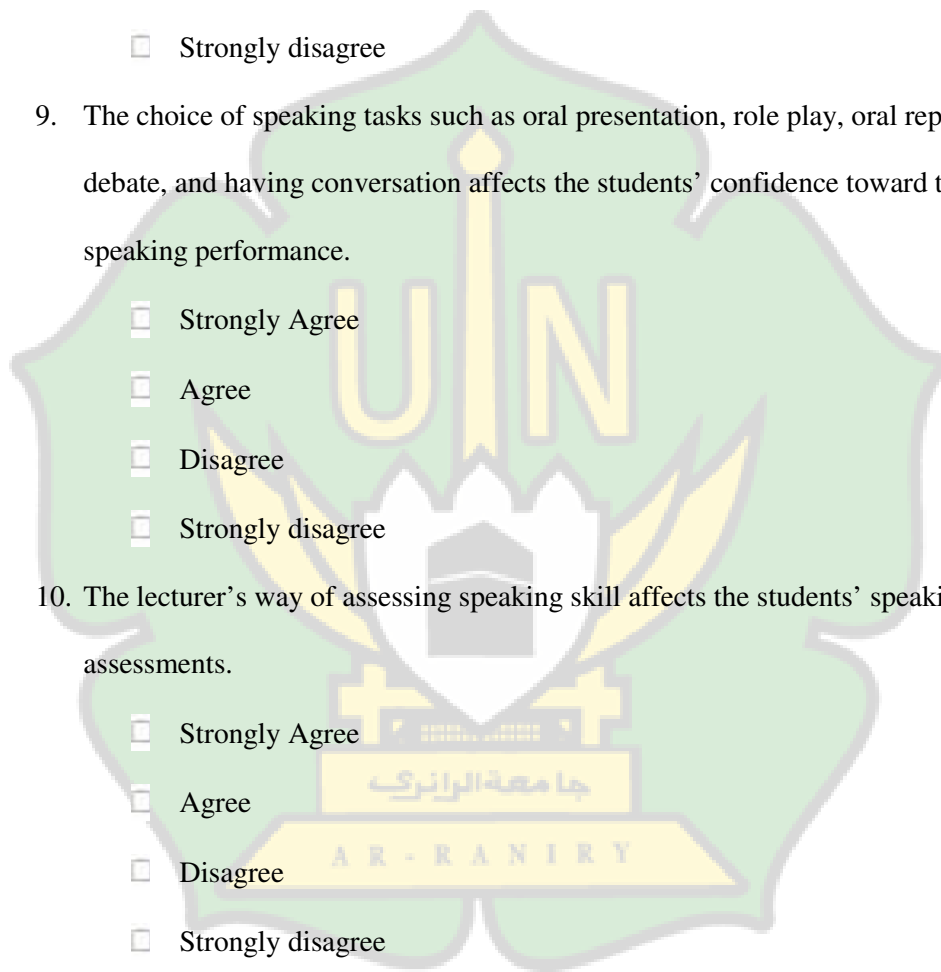 Strongly disagree
9. The choice of speaking tasks such as oral presentation, role play, oral rep
debate, and having conversation affects the students’ confidence toward t
speaking performance.
UIN
Strongly Agree
Agree
Disagree
Strongly disagree
10. The lecturer’s way of assessing speaking skill affects the students’ speaki
assessments.
Strongly Agree
جامعةالرانري
Agree
AR-RANIRY
Disagree
Strongly disagree